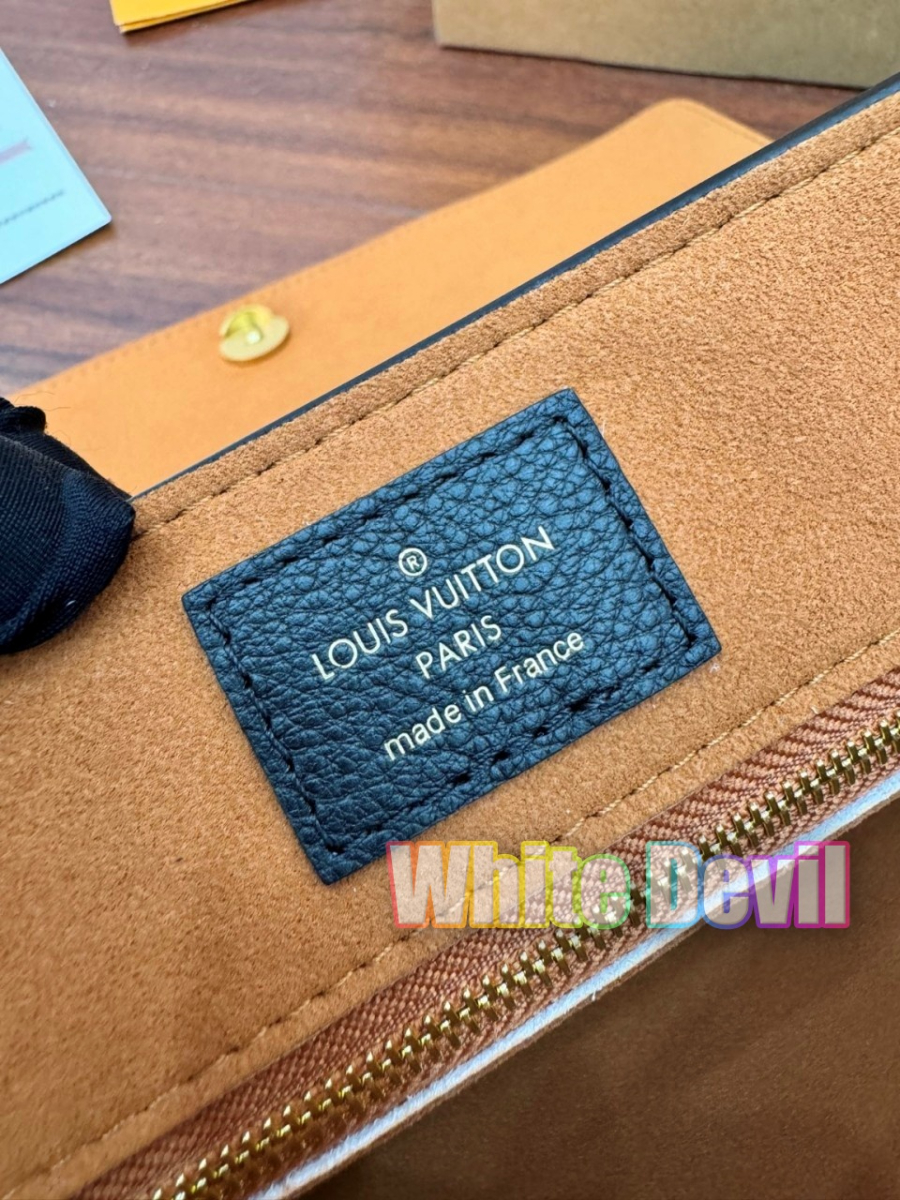 ®
LOUIS VUITTON
PARIS
made in France
White Devil